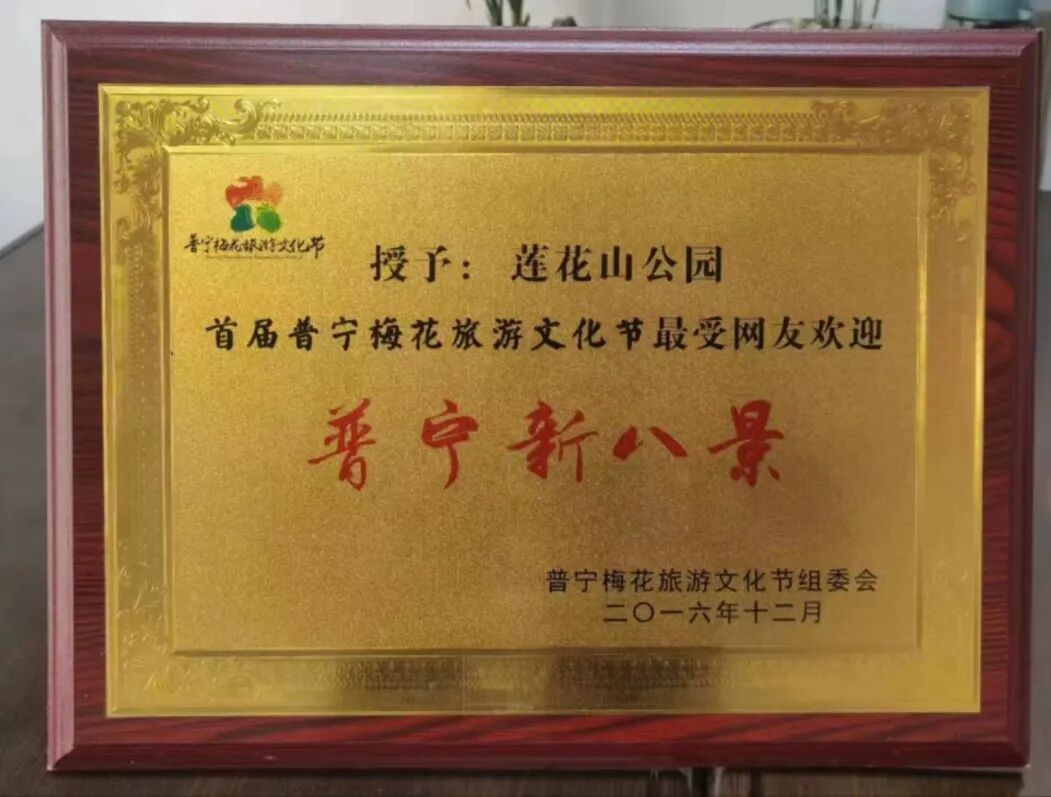 普宁梅花旅游文化节
授予：莲花山公园
首届普宁梅花旅游文化节最受网友欢迎
普宁新八景
普宁梅花旅游文化节组委会
二〇一六年十二月